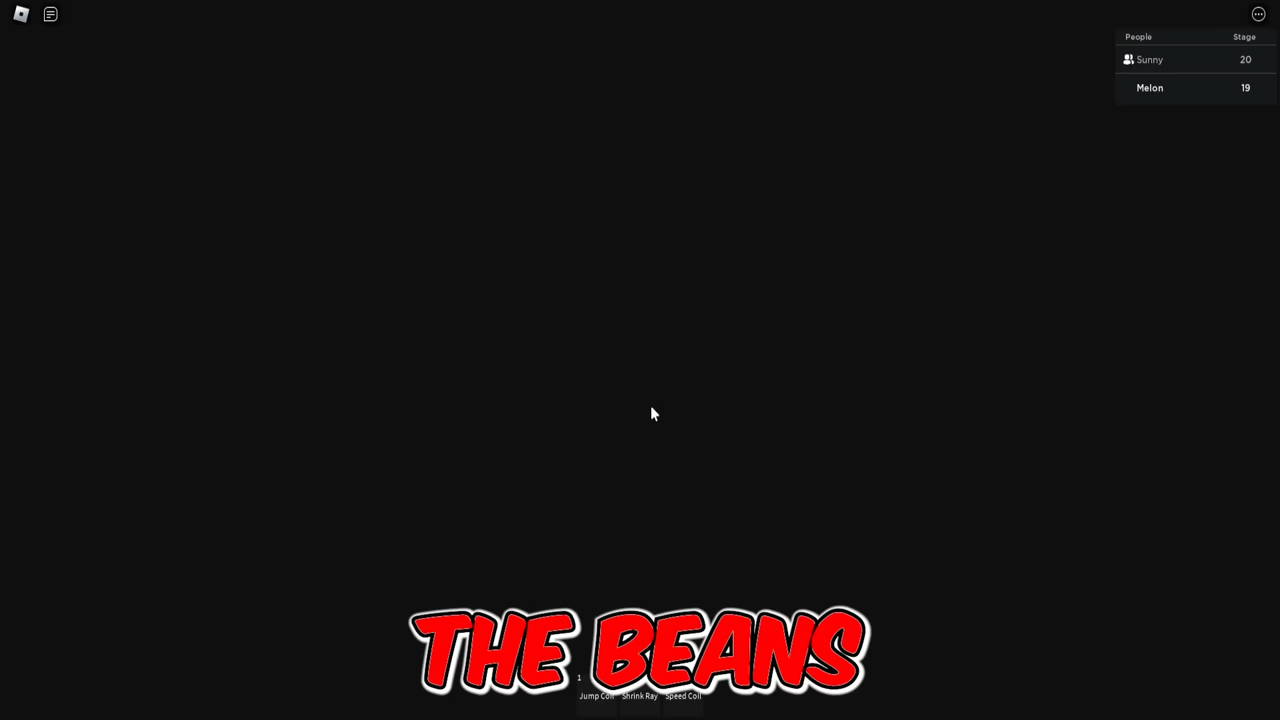 People Stage
Sunny 20
Melon 19
THE BEANS
1
Jump Coil Shrink Ray Speed Coil